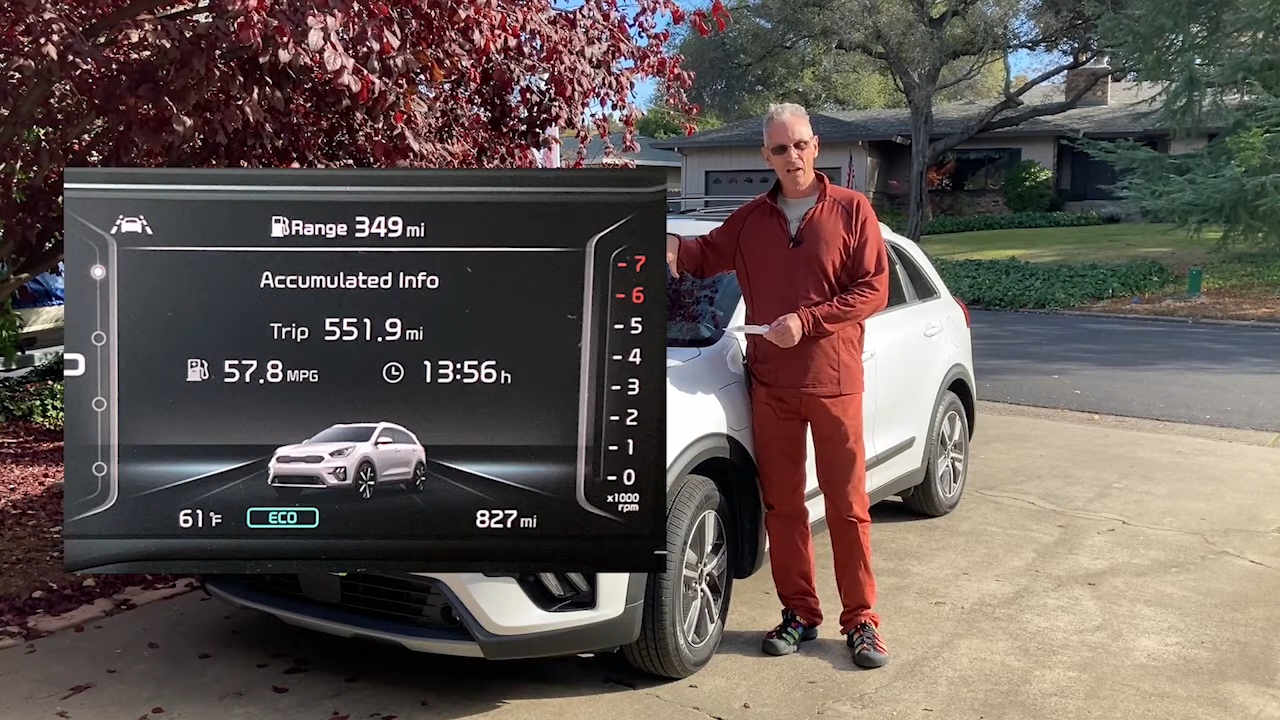 Range 349 mi
Accumulated Info
Trip 551.9 mi
57.8 MPG 13:56 h
61°F ECO 827 mi
- 7
- 6
- 5
- 4
- 3
- 2
- 1
- 0
x1000
rpm